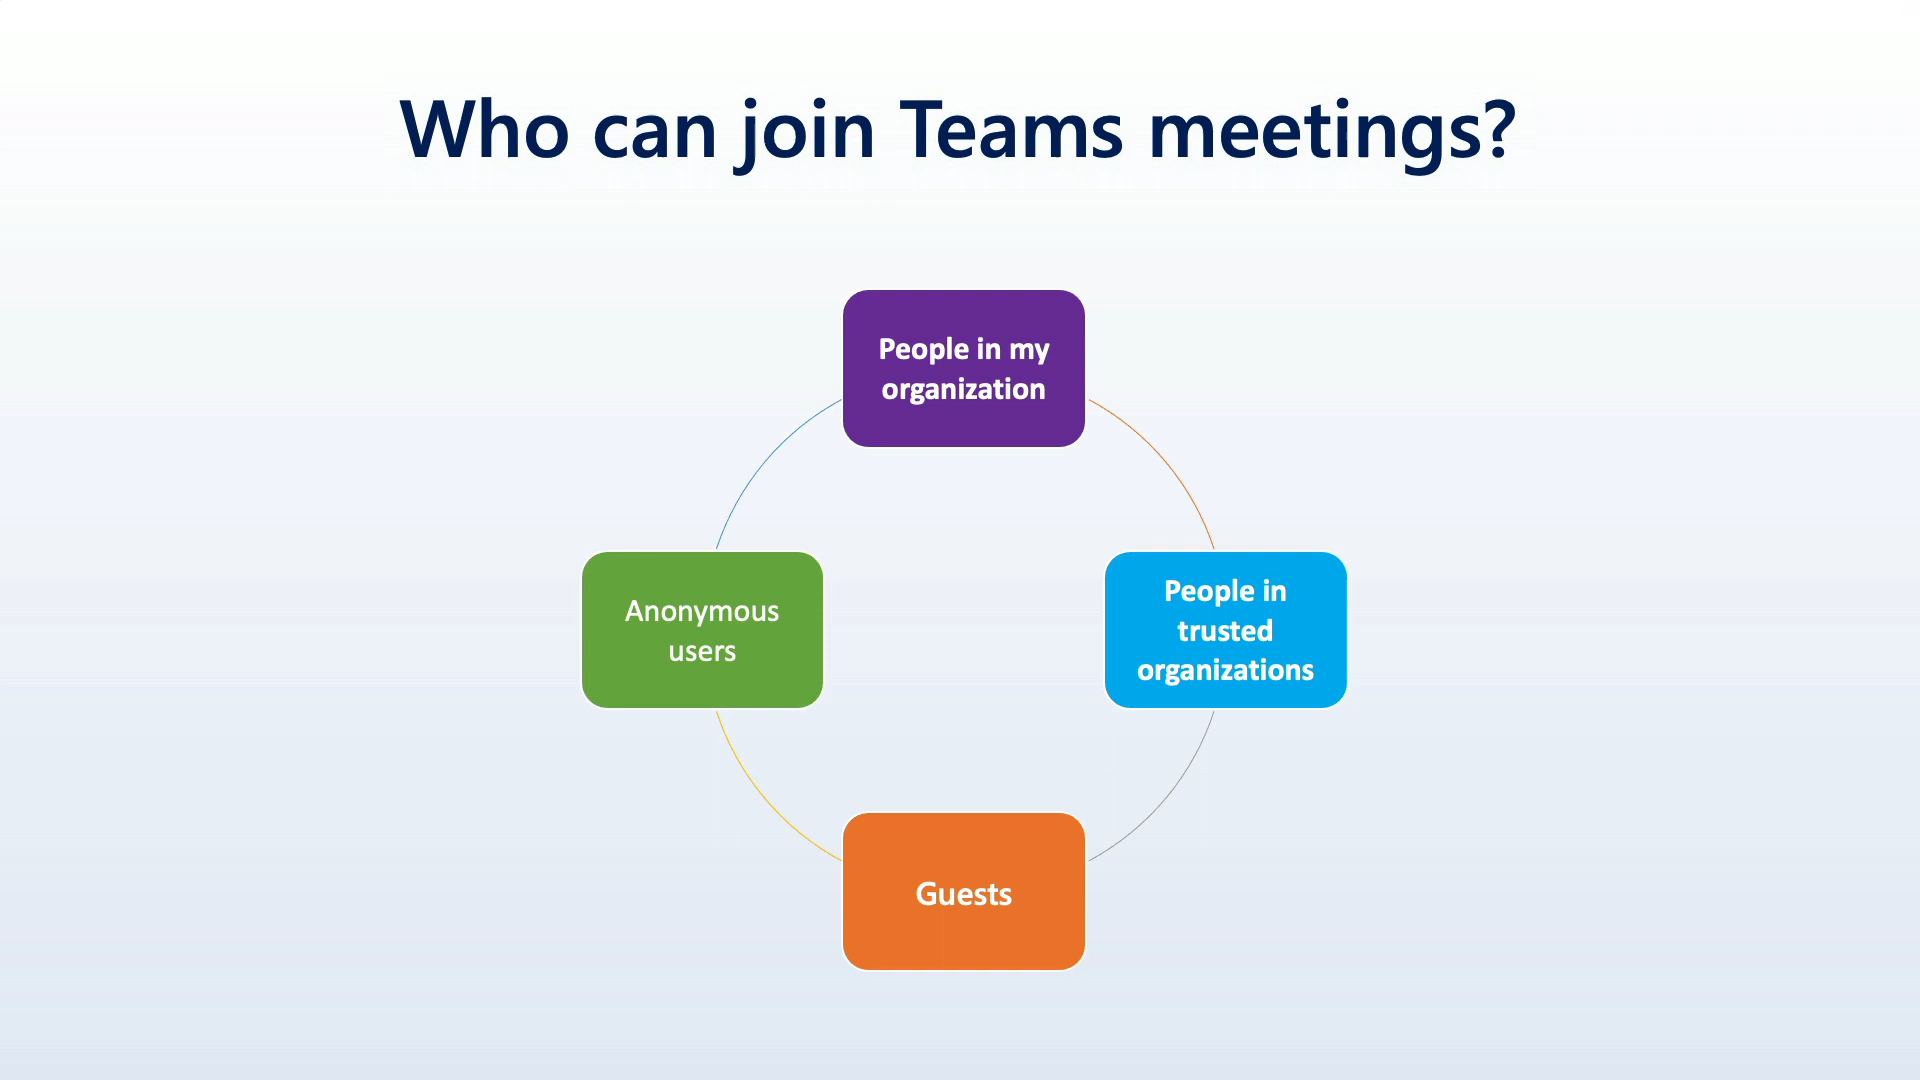 Who can join Teams meetings?
People in my
organization
Anonymous
users
People in
trusted
organizations
Guests